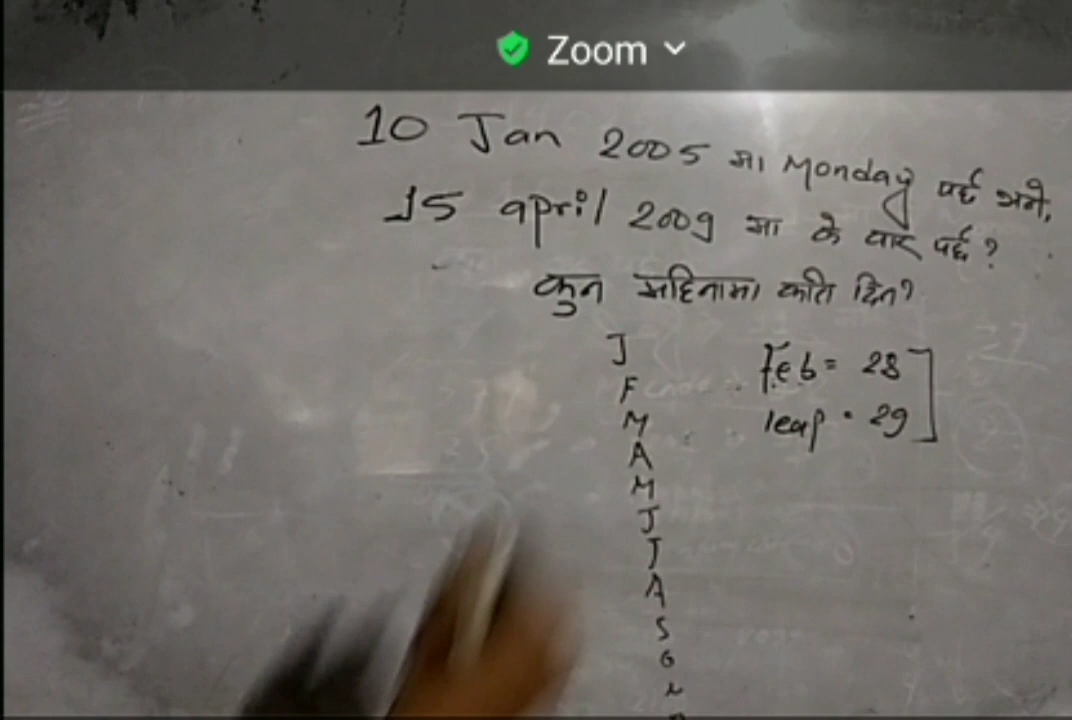 Zoom
10 Jan 2005 मा Monday पर्छ भने,
15 april 2009 मा के वार पर्छ ?
कुन महिनामा कति दिन?
J
F
M
A
M
J
J
A
S
O
N
Feb = 28
leap = 29